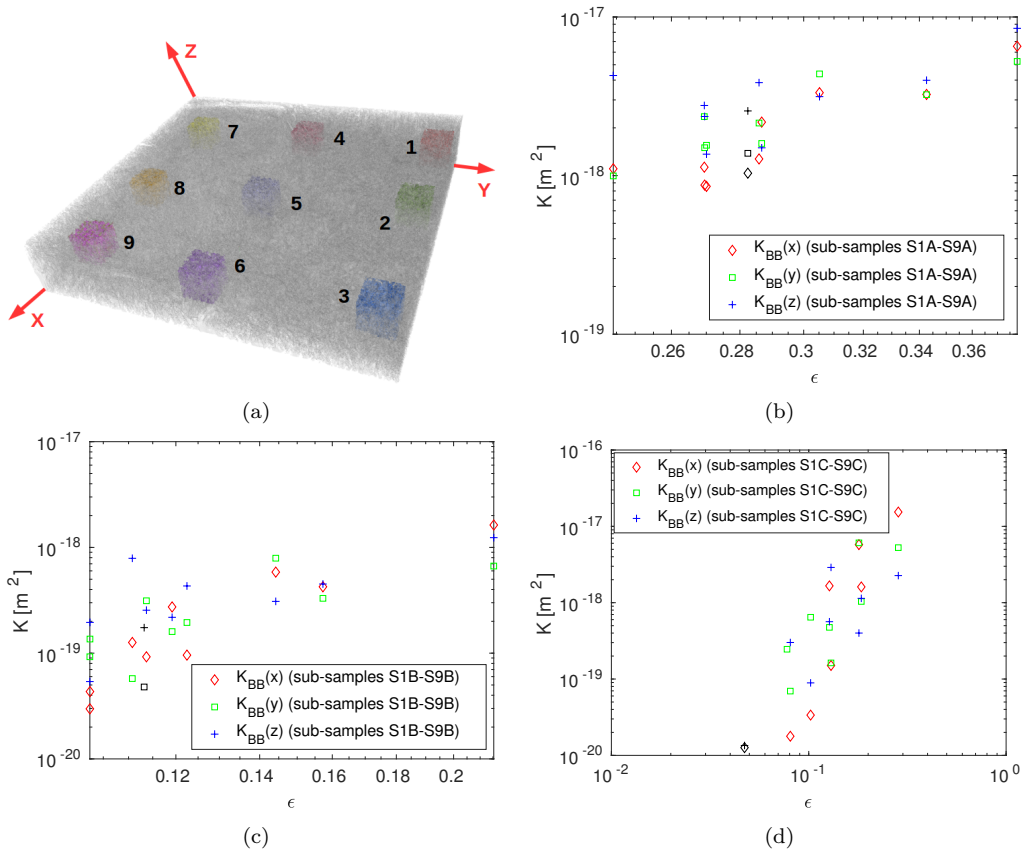 Z
7
4
1
Y
8
5
2
9
6
3
X
(a)
10^-17
10^-18
10^-19
K [m^2]
K_BB(x) (sub-samples S1A-S9A)
K_BB(y) (sub-samples S1A-S9A)
K_BB(z) (sub-samples S1A-S9A)
0.26 0.28 0.3 0.32 0.34 0.36
ϵ
(b)
10^-17
10^-18
10^-19
10^-20
K [m^2]
K_BB(x) (sub-samples S1B-S9B)
K_BB(y) (sub-samples S1B-S9B)
K_BB(z) (sub-samples S1B-S9B)
0.12 0.14 0.16 0.18 0.2
ϵ
(c)
10^-16
10^-17
10^-18
10^-19
10^-20
K [m^2]
K_BB(x) (sub-samples S1C-S9C)
K_BB(y) (sub-samples S1C-S9C)
K_BB(z) (sub-samples S1C-S9C)
10^-2 10^-1 10^0
ϵ
(d)